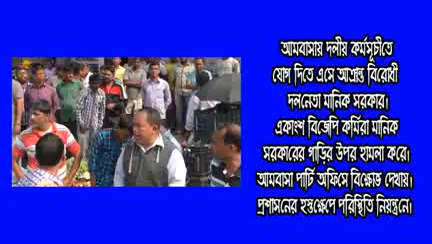 আমবাসায় দলীয় কর্মসূচীতে
যোগ দিতে এসে আক্রান্ত বিরোধী
দলনেতা মানিক সরকার।
একাংশ বিজেপি কর্মিরা মানিক
সরকারের গাড়ির উপর হামলা করে।
আমবাসা পার্টি অফিসে বিক্ষোভ দেখায়।
প্রশাসনের হস্তক্ষেপে পরিস্থিতি নিয়ন্ত্রনে।